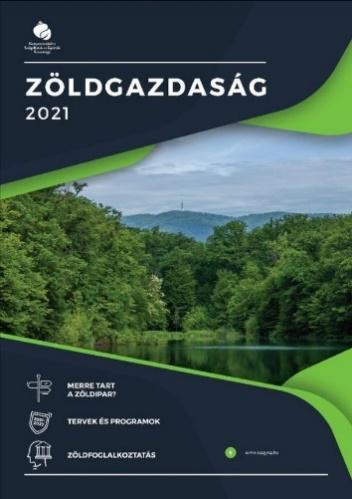 ZÖLDGAZDASÁG
2021
MERRE TART
A ZÖLDIPAR?
TERVEK ÉS PROGRAMOK
ZÖLDFOGLALKOZTATÁS